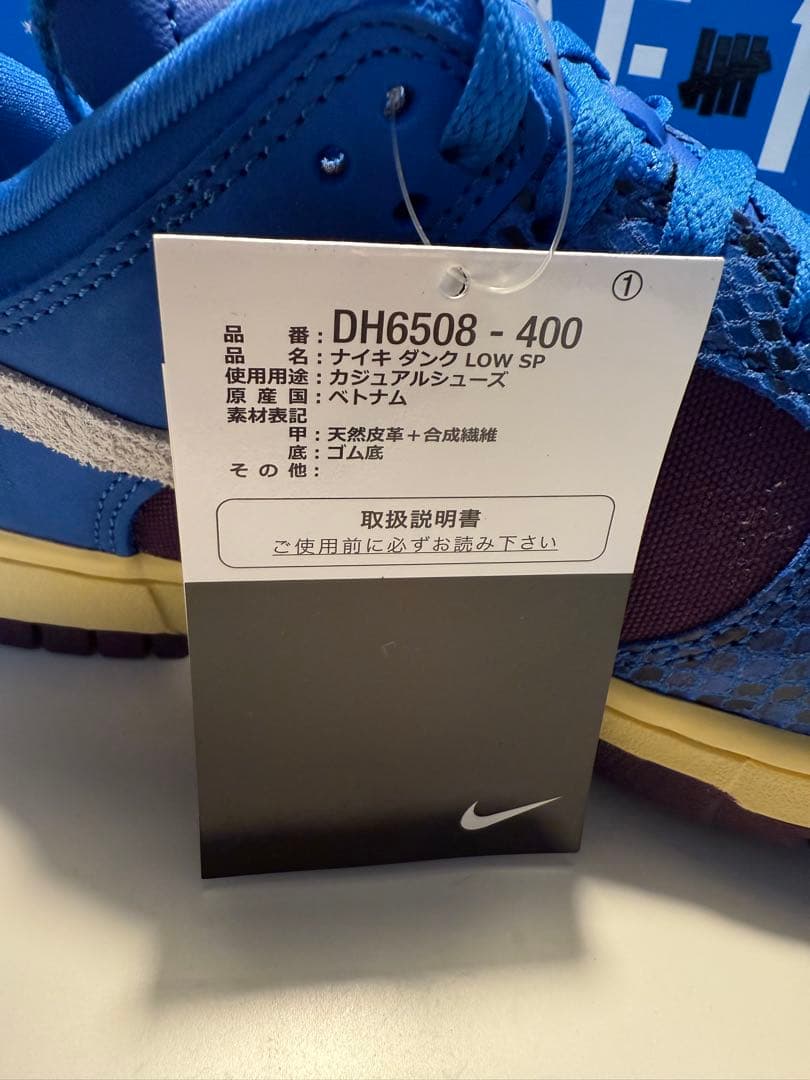 ①
品番：DH6508 - 400
品名：ナイキ ダンク LOW SP
使用用途：カジュアルシューズ
原産国：ベトナム
素材表記
甲：天然皮革＋合成繊維
底：ゴム底
その他：
取扱説明書
ご使用前に必ずお読み下さい